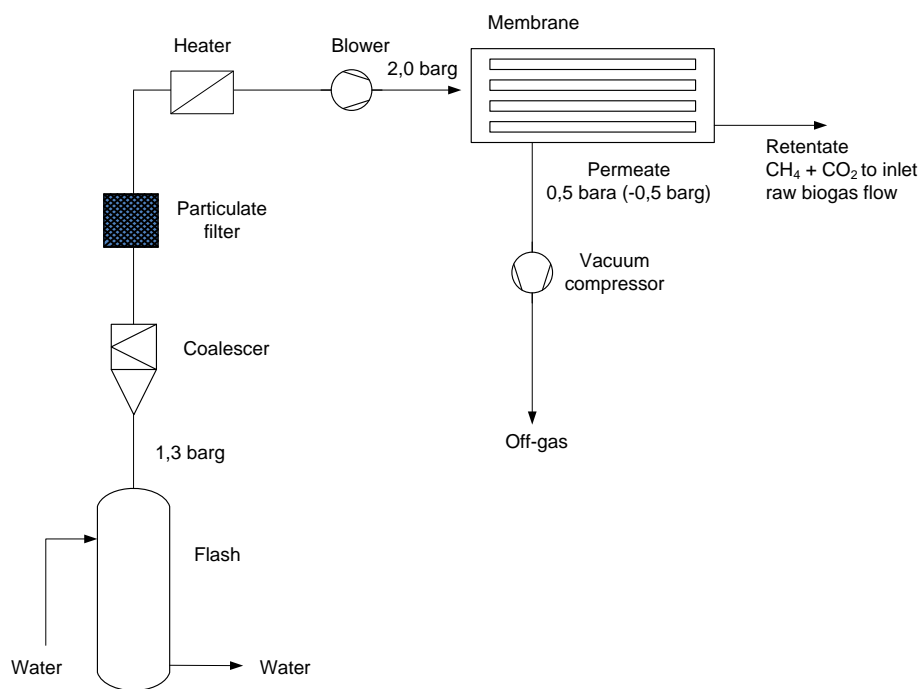 Membrane
Heater
Blower
2,0 barg
Retentate
CH₄ + CO₂ to inlet
raw biogas flow
Permeate
0,5 bara (-0,5 barg)
Particulate
filter
Vacuum
compressor
Coalescer
Off-gas
1,3 barg
Flash
Water
Water